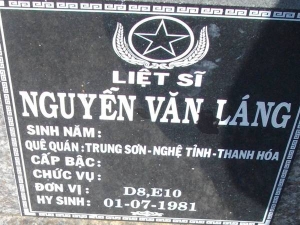 LIỆT SĨ
NGUYỄN VĂN LÁNG
SINH NĂM :
QUÊ QUÁN : TRUNG SƠN - NGHỆ TỈNH - THANH HÓA
CẤP BẬC :
CHỨC VỤ :
ĐƠN VỊ : D8,E10
HY SINH : 01-07-1981